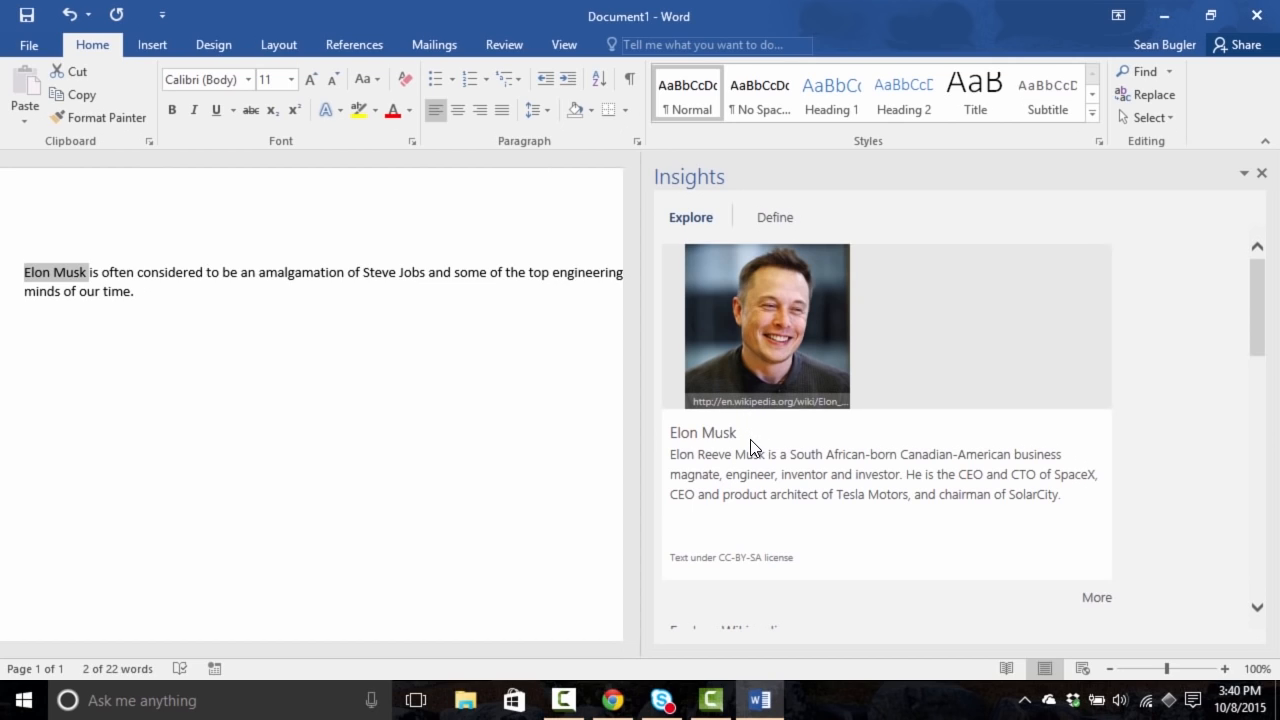 Document1 - Word
File Home Insert Design Layout References Mailings Review View Tell me what you want to do... Sean Bugler Share
Paste
Cut
Copy
Format Painter
Clipboard
Calibri (Body) 11 Aa
B I U abc x₂ x² A A
Font
Paragraph
AaBbCcDc AaBbCcDc AaBbCc AaBbCcD AaB AaBbCcD
¶ Normal ¶ No Spac... Heading 1 Heading 2 Title Subtitle
Styles
Find
Replace
Select
Editing
Elon Musk is often considered to be an amalgamation of Steve Jobs and some of the top engineering
minds of our time.
Insights
Explore Define
http://en.wikipedia.org/wiki/Elon_...
Elon Musk
Elon Reeve Musk is a South African-born Canadian-American business
magnate, engineer, inventor and investor. He is the CEO and CTO of SpaceX,
CEO and product architect of Tesla Motors, and chairman of SolarCity.
Text under CC-BY-SA license
More
Page 1 of 1 2 of 22 words 100%
Ask me anything
3:40 PM
10/8/2015